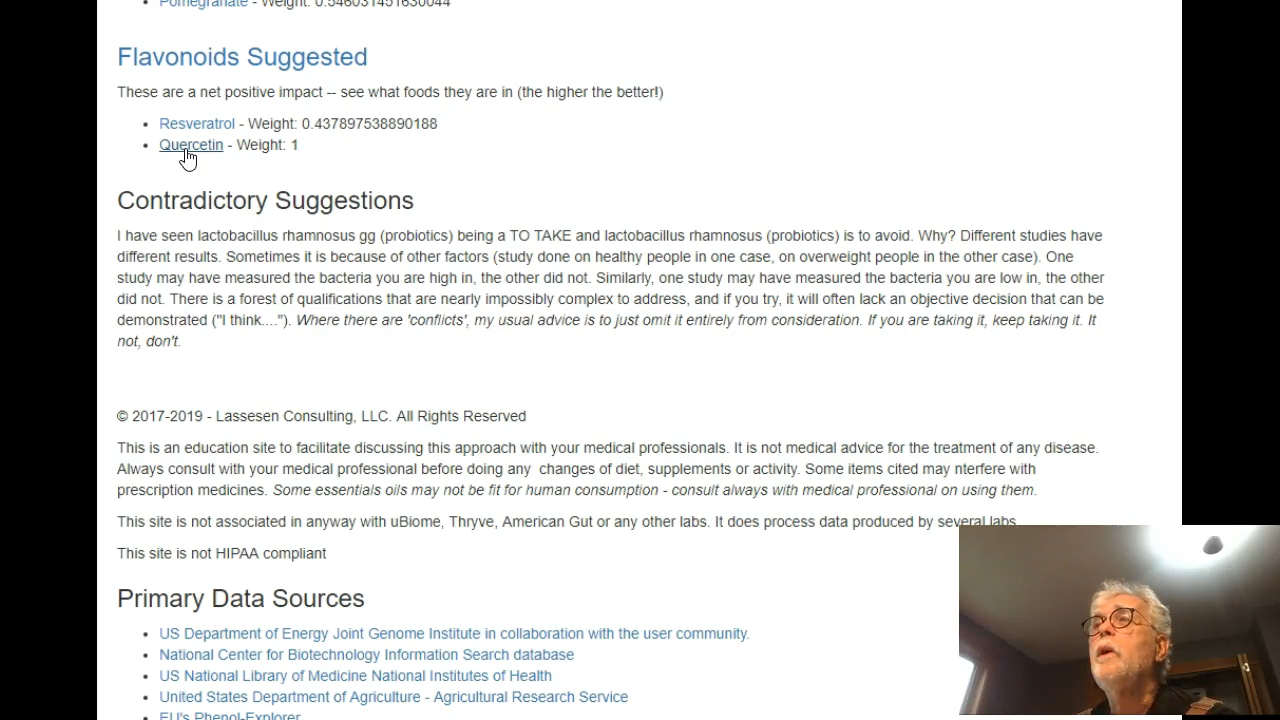 Pomegranate - Weight: 0.546031451630044
Flavonoids Suggested
These are a net positive impact -- see what foods they are in (the higher the better!)
Resveratrol - Weight: 0.437897538890188
Quercetin - Weight: 1
Contradictory Suggestions
I have seen lactobacillus rhamnosus gg (probiotics) being a TO TAKE and lactobacillus rhamnosus (probiotics) is to avoid. Why? Different studies have
different results. Sometimes it is because of other factors (study done on healthy people in one case, on overweight people in the other case). One
study may have measured the bacteria you are high in, the other did not. Similarly, one study may have measured the bacteria you are low in, the other
did not. There is a forest of qualifications that are nearly impossibly complex to address, and if you try, it will often lack an objective decision that can be
demonstrated ("I think...."). Where there are 'conflicts', my usual advice is to just omit it entirely from consideration. If you are taking it, keep taking it. It
not, don't.
© 2017-2019 - Lassesen Consulting, LLC. All Rights Reserved
This is an education site to facilitate discussing this approach with your medical professionals. It is not medical advice for the treatment of any disease.
Always consult with your medical professional before doing any changes of diet, supplements or activity. Some items cited may nterfere with
prescription medicines. Some essentials oils may not be fit for human consumption - consult always with medical professional on using them.
This site is not associated in anyway with uBiome, Thryve, American Gut or any other labs. It does process data produced by several labs
This site is not HIPAA compliant
Primary Data Sources
US Department of Energy Joint Genome Institute in collaboration with the user community.
National Center for Biotechnology Information Search database
US National Library of Medicine National Institutes of Health
United States Department of Agriculture - Agricultural Research Service
EU's Phenol-Explorer